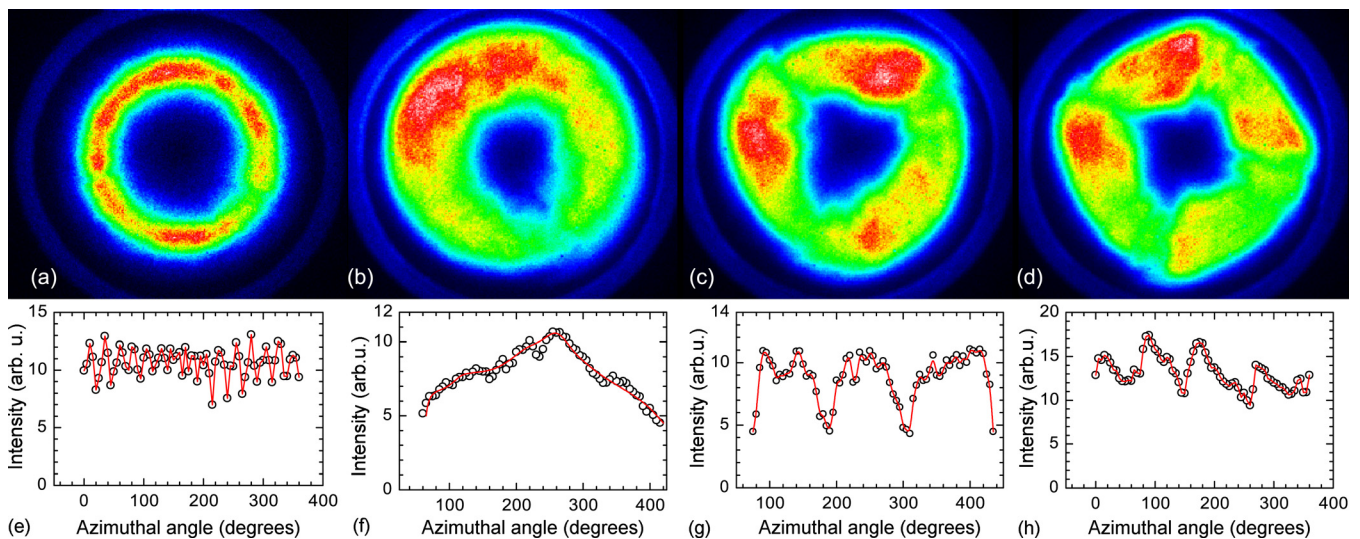 (a) (b) (c) (d)
15 12 14 20
10 10 10 15
5 5 5 10
0 0 0 5
0
0 100 200 300 400 100 200 300 400 100 200 300 400 0 100 200 300 400
Intensity (arb. u.) Intensity (arb.u.) Intensity (arb.u.) Intensity (arb.u.)
(e) Azimuthal angle (degrees) (f) Azimuthal angle (degrees) (g) Azimuthal angle (degrees) (h) Azimuthal angle (degrees)